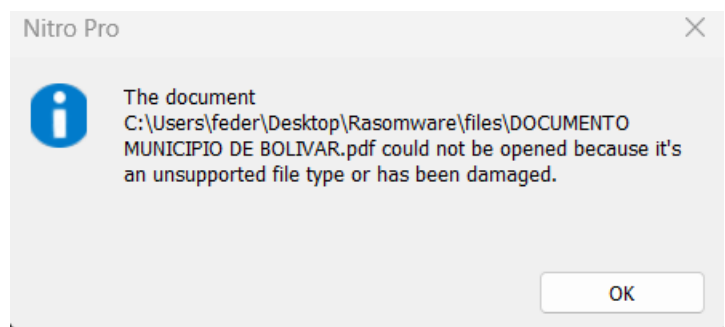 Nitro Pro
The document
C:\Users\feder\Desktop\Rasomware\files\DOCUMENTO
MUNICIPIO DE BOLIVAR.pdf could not be opened because it's
an unsupported file type or has been damaged.
OK